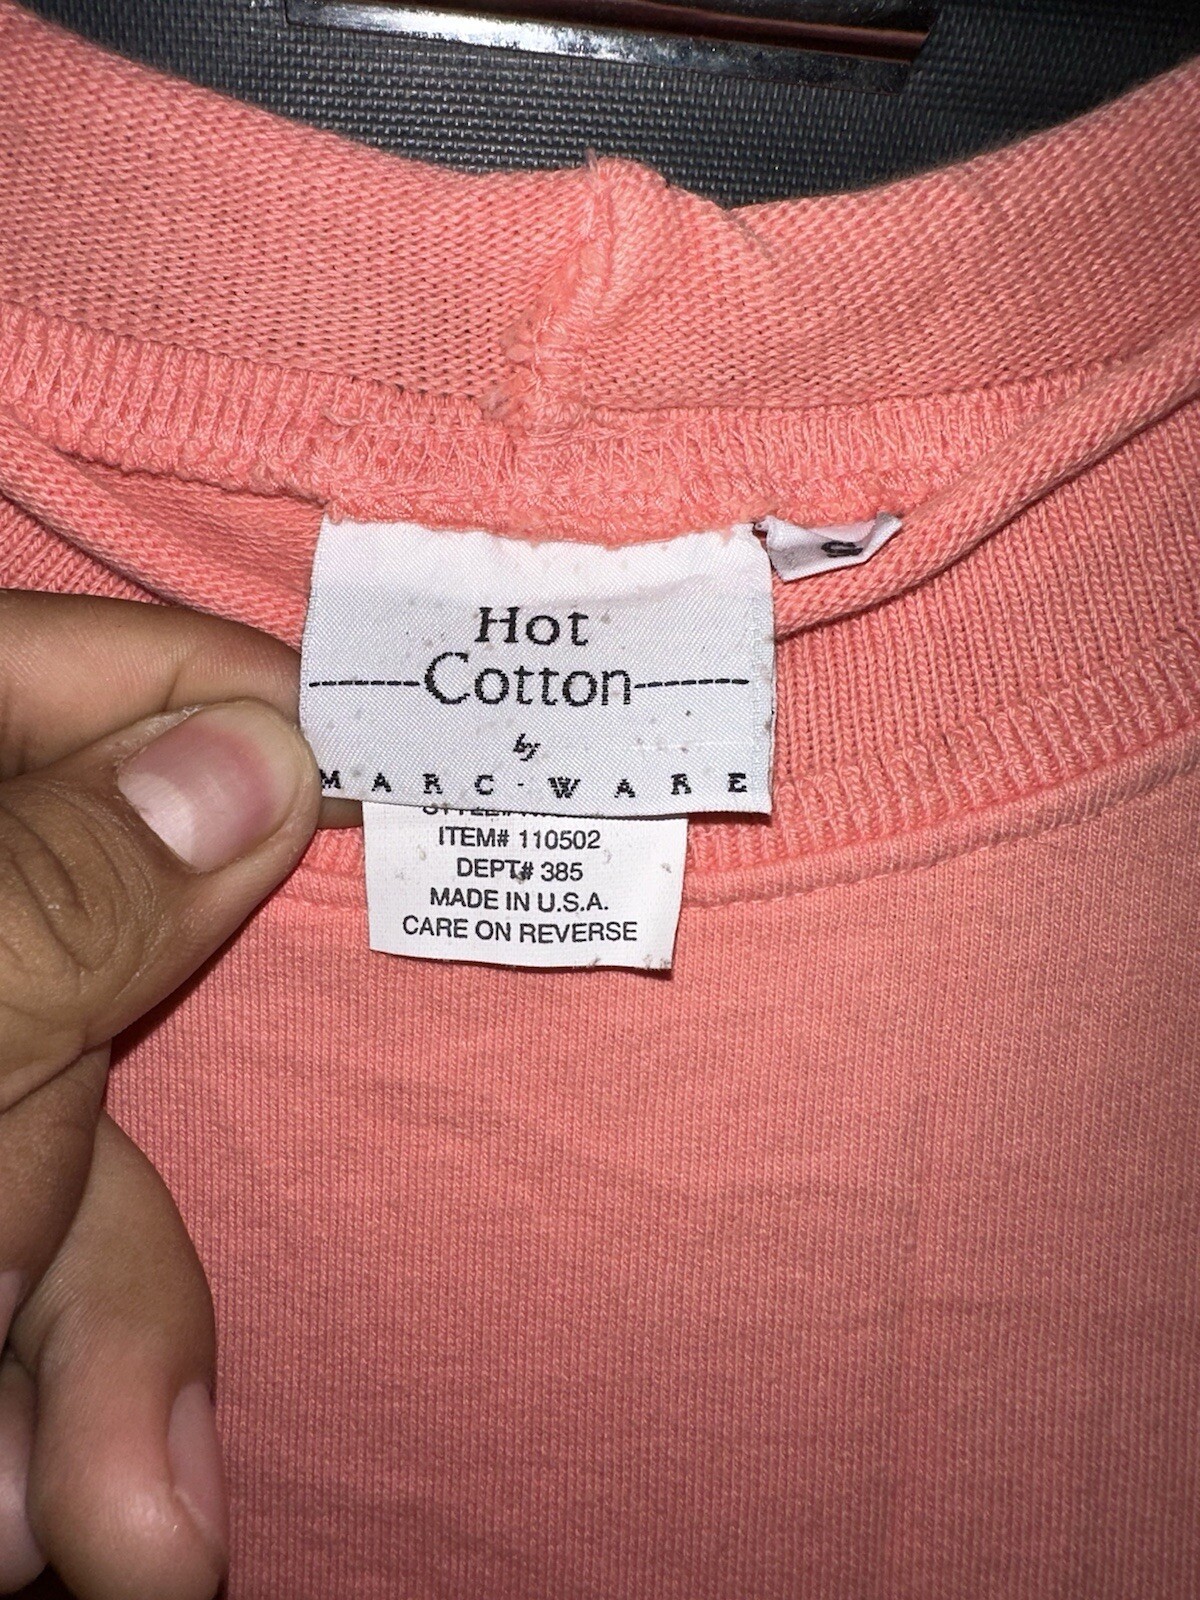 Hot
Cotton
by
MARC-WARE
S
ITEM# 110502
DEPT# 385
MADE IN U.S.A.
CARE ON REVERSE